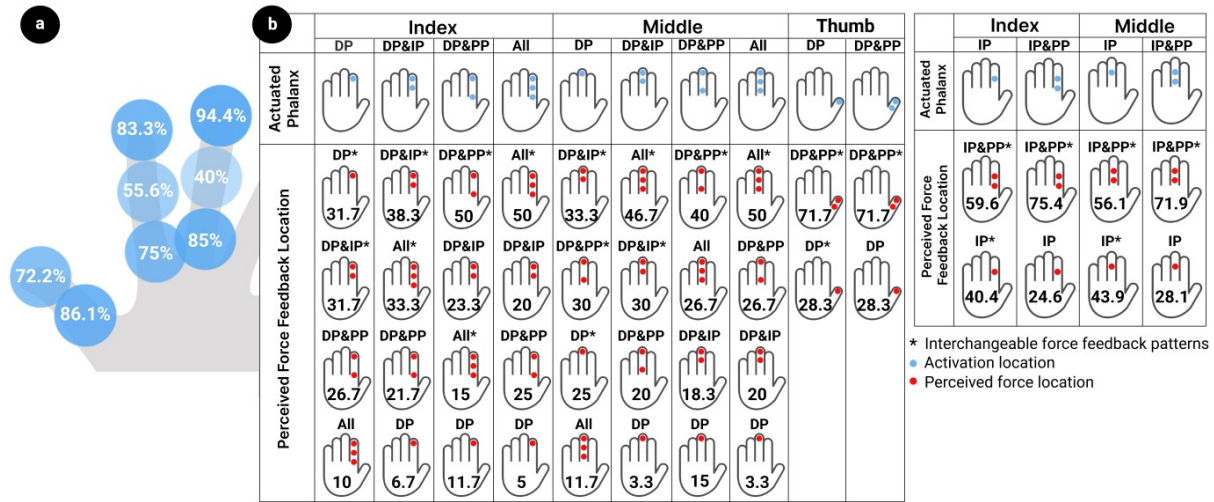 a
94.4%
83.3%
55.6%
40%
75%
85%
72.2%
86.1%
b
Index Middle Thumb
DP DP&IP DP&PP All DP DP&IP DP&PP All DP DP&PP
Actuated
Phalanx
Perceived Force Feedback Location
DP* DP&IP* DP&PP* All* DP&IP* All* DP&PP* All* DP&PP* DP&PP*
31.7 38.3 50 50 33.3 46.7 40 50 71.7 71.7
DP&IP* All* DP&IP DP&IP DP&PP* DP&IP* All DP&PP DP* DP
31.7 33.3 23.3 20 30 30 26.7 26.7 28.3 28.3
DP&PP DP&PP All* DP&PP DP* DP&PP DP&IP DP&IP
26.7 21.7 15 25 25 20 18.3 20
All DP DP DP All DP DP DP
10 6.7 11.7 5 11.7 3.3 15 3.3
Index Middle
IP IP&PP IP IP&PP
Actuated
Phalanx
Perceived Force
Feedback Location
IP&PP* IP&PP* IP&PP* IP&PP*
59.6 75.4 56.1 71.9
IP* IP IP* IP
40.4 24.6 43.9 28.1
* Interchangeable force feedback patterns
Activation location
Perceived force location